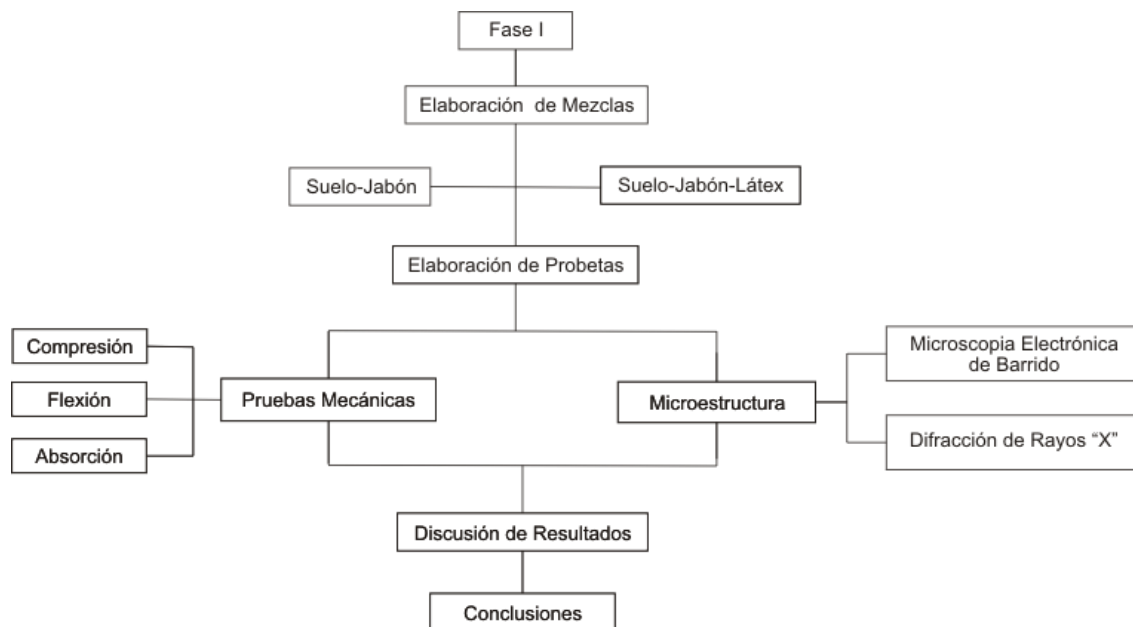 Fase I
Elaboración de Mezclas
Suelo-Jabón
Suelo-Jabón-Látex
Elaboración de Probetas
Compresión
Flexión
Absorción
Pruebas Mecánicas
Microestructura
Microscopia Electrónica
de Barrido
Difracción de Rayos “X”
Discusión de Resultados
Conclusiones